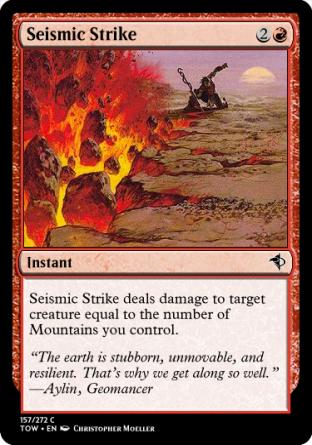 Seismic Strike 2
Instant
Seismic Strike deals damage to target
creature equal to the number of
Mountains you control.
“The earth is stubborn, unmovable, and
resilient. That’s why we get along so well.”
—Aylin, Geomancer
157/272 C
TOW • EN Christopher Moeller